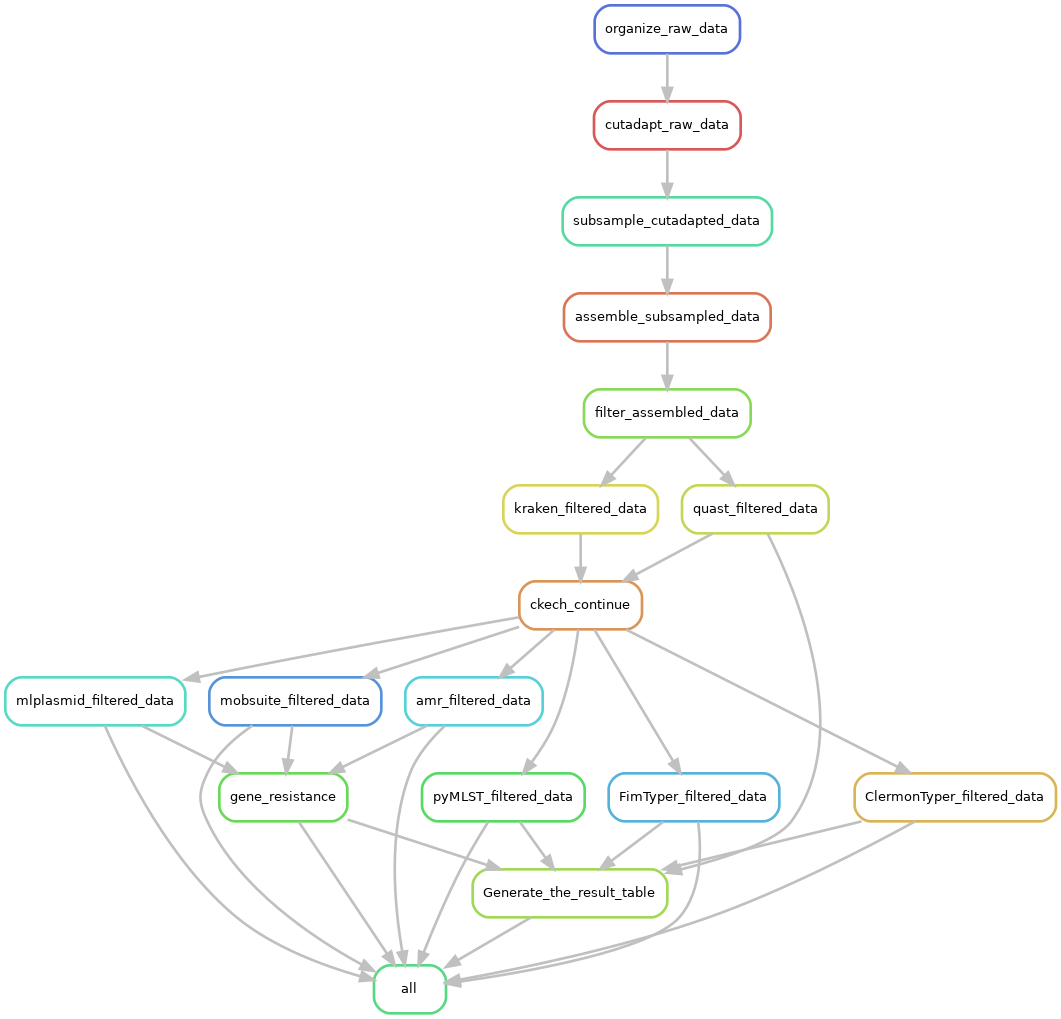 organize_raw_data
cutadapt_raw_data
subsample_cutadapted_data
assemble_subsampled_data
filter_assembled_data
kraken_filtered_data
quast_filtered_data
ckech_continue
mlplasmid_filtered_data
mobsuite_filtered_data
amr_filtered_data
gene_resistance
pyMLST_filtered_data
FimTyper_filtered_data
ClermonTyper_filtered_data
Generate_the_result_table
all